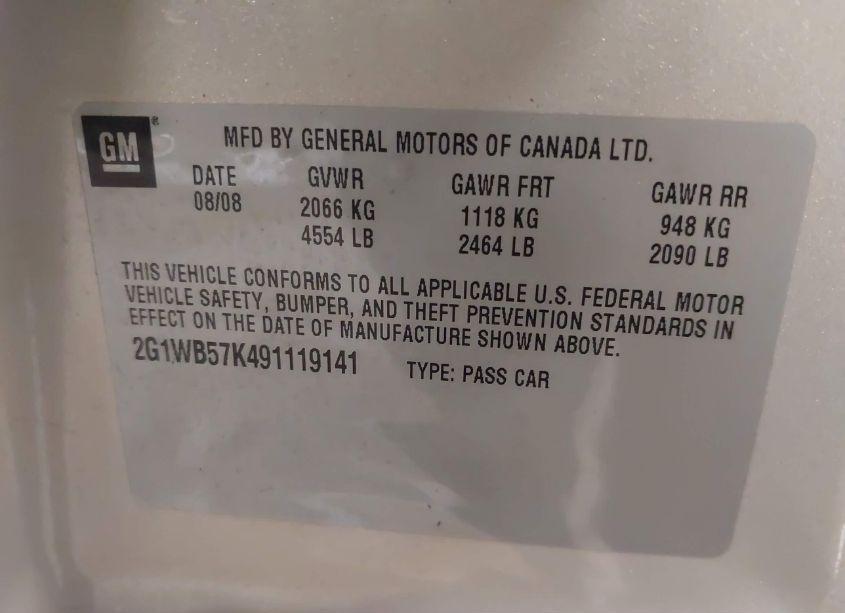 GM®
MFD BY GENERAL MOTORS OF CANADA LTD.
DATE GVWR GAWR FRT GAWR RR
08/08 2066 KG 1118 KG 948 KG
4554 LB 2464 LB 2090 LB
THIS VEHICLE CONFORMS TO ALL APPLICABLE U.S. FEDERAL MOTOR
VEHICLE SAFETY, BUMPER, AND THEFT PREVENTION STANDARDS IN
EFFECT ON THE DATE OF MANUFACTURE SHOWN ABOVE.
2G1WB57K491119141 TYPE: PASS CAR